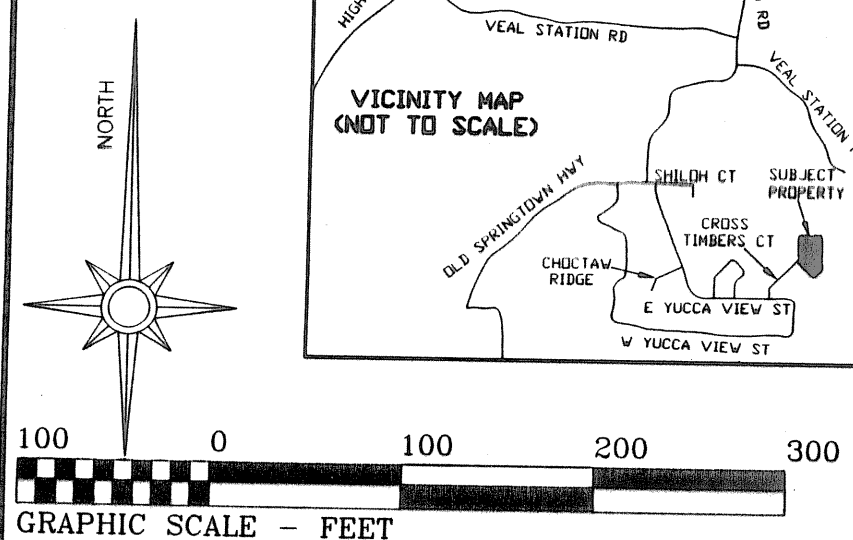 HIGH
RD
VEAL STATION RD
VEAL STATION
NORTH
VICINITY MAP
(NOT TO SCALE)
OLD SPRINGTOWN HWY
SHILOH CT
SUBJECT
PROPERTY
CROSS
TIMBERS CT
CHOCTAW
RIDGE
E YUCCA VIEW ST
W YUCCA VIEW ST
100 0 100 200 300
GRAPHIC SCALE - FEET